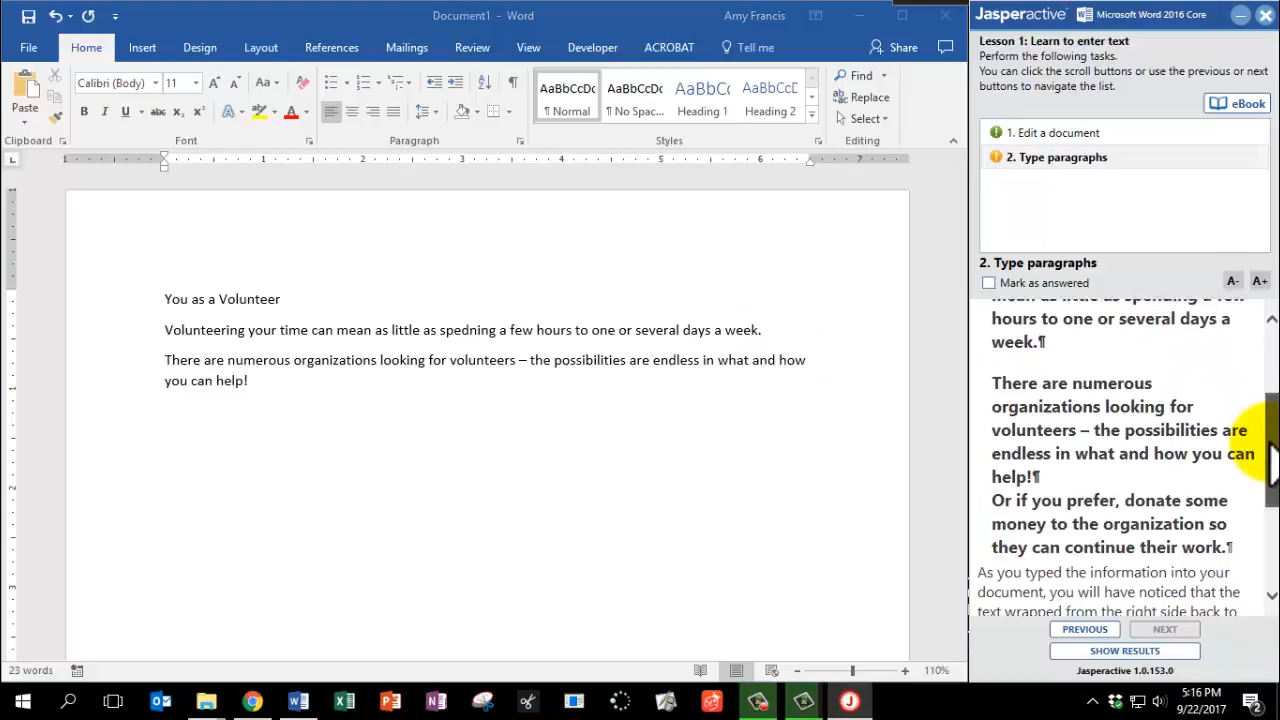 Document1 - Word
Amy Francis
File Home Insert Design Layout References Mailings Review View Developer ACROBAT Tell me Share
Paste
Calibri (Body) 11
AaBbCcDc AaBbCcDc AaBbC AaBbCcD
¶ Normal ¶ No Spac... Heading 1 Heading 2
Find
Replace
Select
Clipboard Font Paragraph Styles Editing
1 1 2 3 4 5 6 7
You as a Volunteer
Volunteering your time can mean as little as spedning a few hours to one or several days a week.
There are numerous organizations looking for volunteers – the possibilities are endless in what and how
you can help!
23 words
110%
Jasperactive Microsoft Word 2016 Core
Lesson 1: Learn to enter text
Perform the following tasks.
You can click the scroll buttons or use the previous or next
buttons to navigate the list.
eBook
1. Edit a document
2. Type paragraphs
2. Type paragraphs
Mark as answered A- A+
mean as little as spending a few
hours to one or several days a
week.¶
There are numerous
organizations looking for
volunteers – the possibilities are
endless in what and how you can
help!¶
Or if you prefer, donate some
money to the organization so
they can continue their work.¶
As you typed the information into your
document, you will have noticed that the
text wrapped from the right side back to
PREVIOUS NEXT
SHOW RESULTS
Jasperactive 1.0.153.0
5:16 PM
9/22/2017